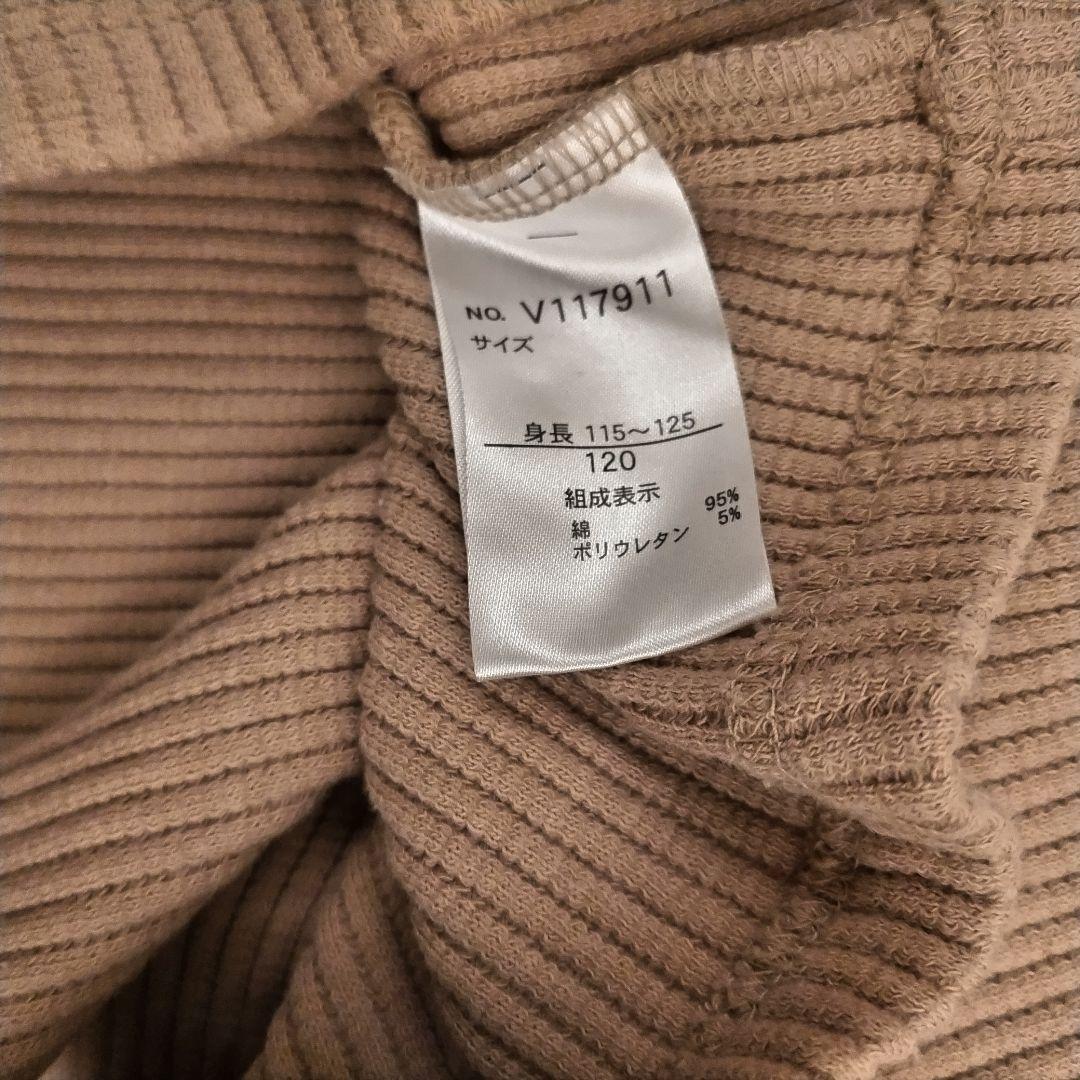 NO. V117911
サイズ
身長 115～125
120
組成表示
綿 95%
ポリウレタン 5%